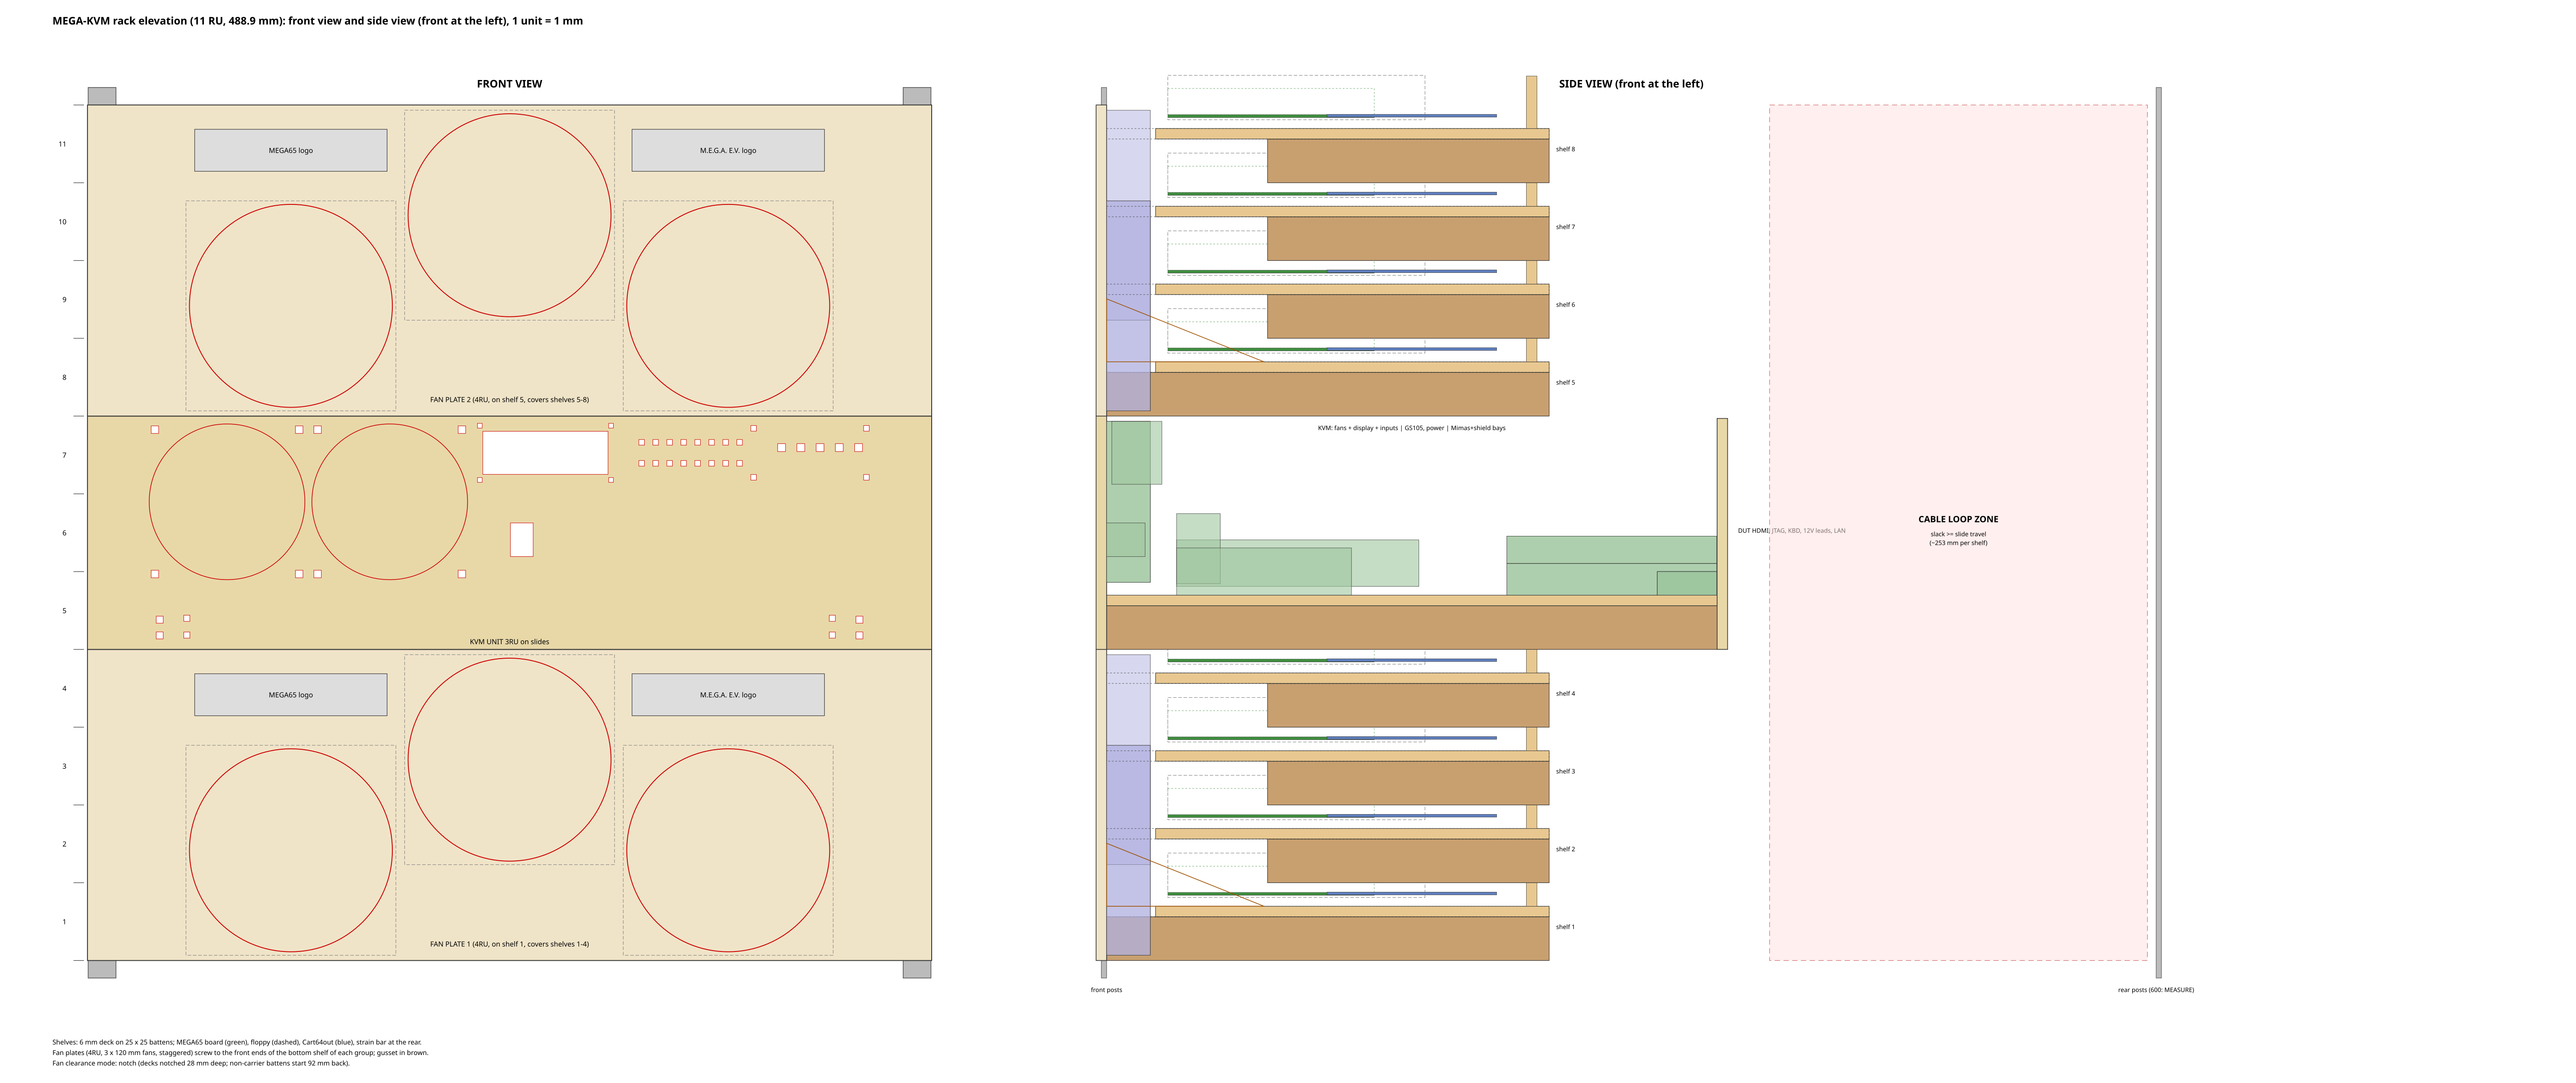 MEGA-KVM rack elevation (11 RU, 488.9 mm): front view and side view (front at the left), 1 unit = 1 mm
FRONT VIEW
SIDE VIEW (front at the left)
11
MEGA65 logo
M.E.G.A. E.V. logo
shelf 8
10
shelf 7
9
shelf 6
8
shelf 5
FAN PLATE 2 (4RU, on shelf 5, covers shelves 5-8)
KVM: fans + display + inputs | GS105, power | Mimas+shield bays
7
6
DUT HDMI, JTAG, KBD, 12V leads, LAN
CABLE LOOP ZONE
slack >= slide travel
(~253 mm per shelf)
5
KVM UNIT 3RU on slides
4
MEGA65 logo
M.E.G.A. E.V. logo
shelf 4
3
shelf 3
2
shelf 2
1
shelf 1
FAN PLATE 1 (4RU, on shelf 1, covers shelves 1-4)
front posts
rear posts (600: MEASURE)
Shelves: 6 mm deck on 25 x 25 battens; MEGA65 board (green), floppy (dashed), Cart64out (blue), strain bar at the rear.
Fan plates (4RU, 3 x 120 mm fans, staggered) screw to the front ends of the bottom shelf of each group; gusset in brown.
Fan clearance mode: notch (decks notched 28 mm deep; non-carrier battens start 92 mm back).